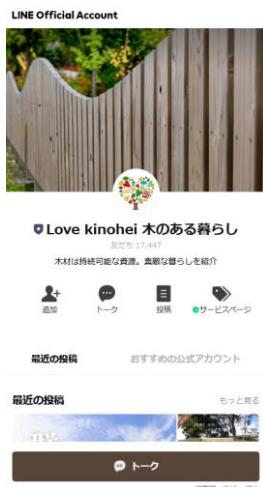 LINE Official Account
Love kinohei 木のある暮らし
友だち 17,447
木材は持続可能な資源。素敵な暮らしを紹介
追加
トーク
投稿
サービスページ
最近の投稿
おすすめの公式アカウント
最近の投稿
もっと見る
トーク